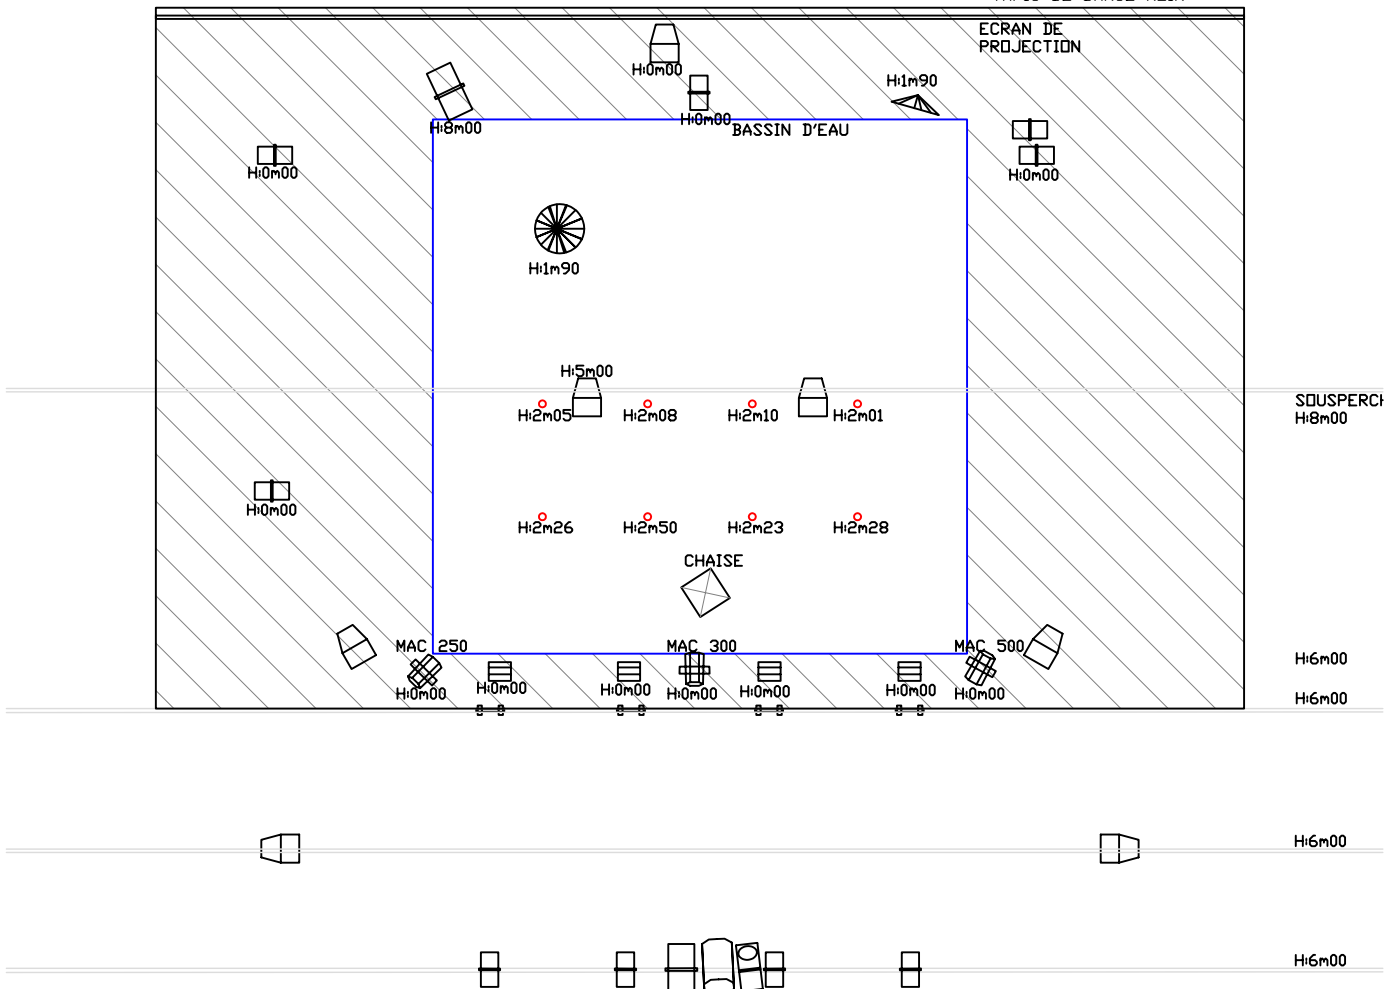 ECRAN DE
PROJECTION
H:0m00
H:1m90
H:8m00
H:0m00
BASSIN D'EAU
H:0m00
H:0m00
H:1m90
H:5m00
H:2m05
H:2m08
H:2m10
H:2m01
SOUSPERCH
H:8m00
H:0m00
H:2m26
H:2m50
H:2m23
H:2m28
CHAISE
MAC 250
MAC 300
MAC 500
H:6m00
H:0m00
H:0m00
H:0m00
H:0m00
H:0m00
H:0m00
H:0m00
H:6m00
H:6m00
H:6m00